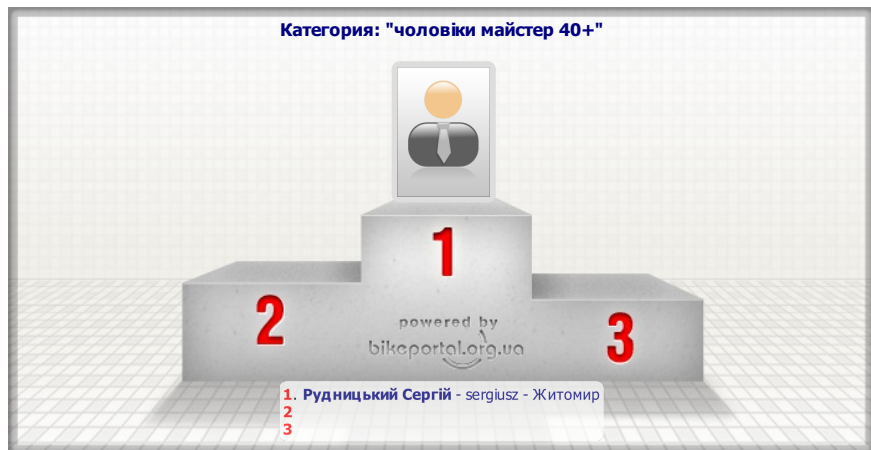 Категория: "чоловіки майстер 40+"
1
2
3
powered by
bikeportal.org.ua
1. Рудницький Сергій - sergiusz - Житомир
2
3